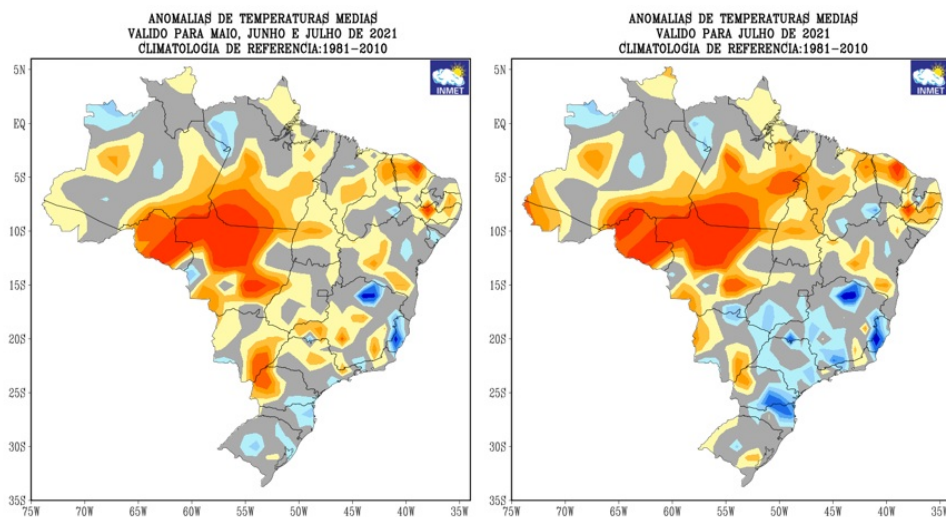 ANOMALIAS DE TEMPERATURAS MEDIAS
VALIDO PARA MAIO, JUNHO E JULHO DE 2021
CLIMATOLOGIA DE REFERENCIA:1981-2010
INMET
5N
EQ
5S
10S
15S
20S
25S
30S
35S
75W 70W 65W 60W 55W 50W 45W 40W 35W
ANOMALIAS DE TEMPERATURAS MEDIAS
VALIDO PARA JULHO DE 2021
CLIMATOLOGIA DE REFERENCIA:1981-2010
INMET
5N
EQ
5S
10S
15S
20S
25S
30S
35S
75W 70W 65W 60W 55W 50W 45W 40W 35W